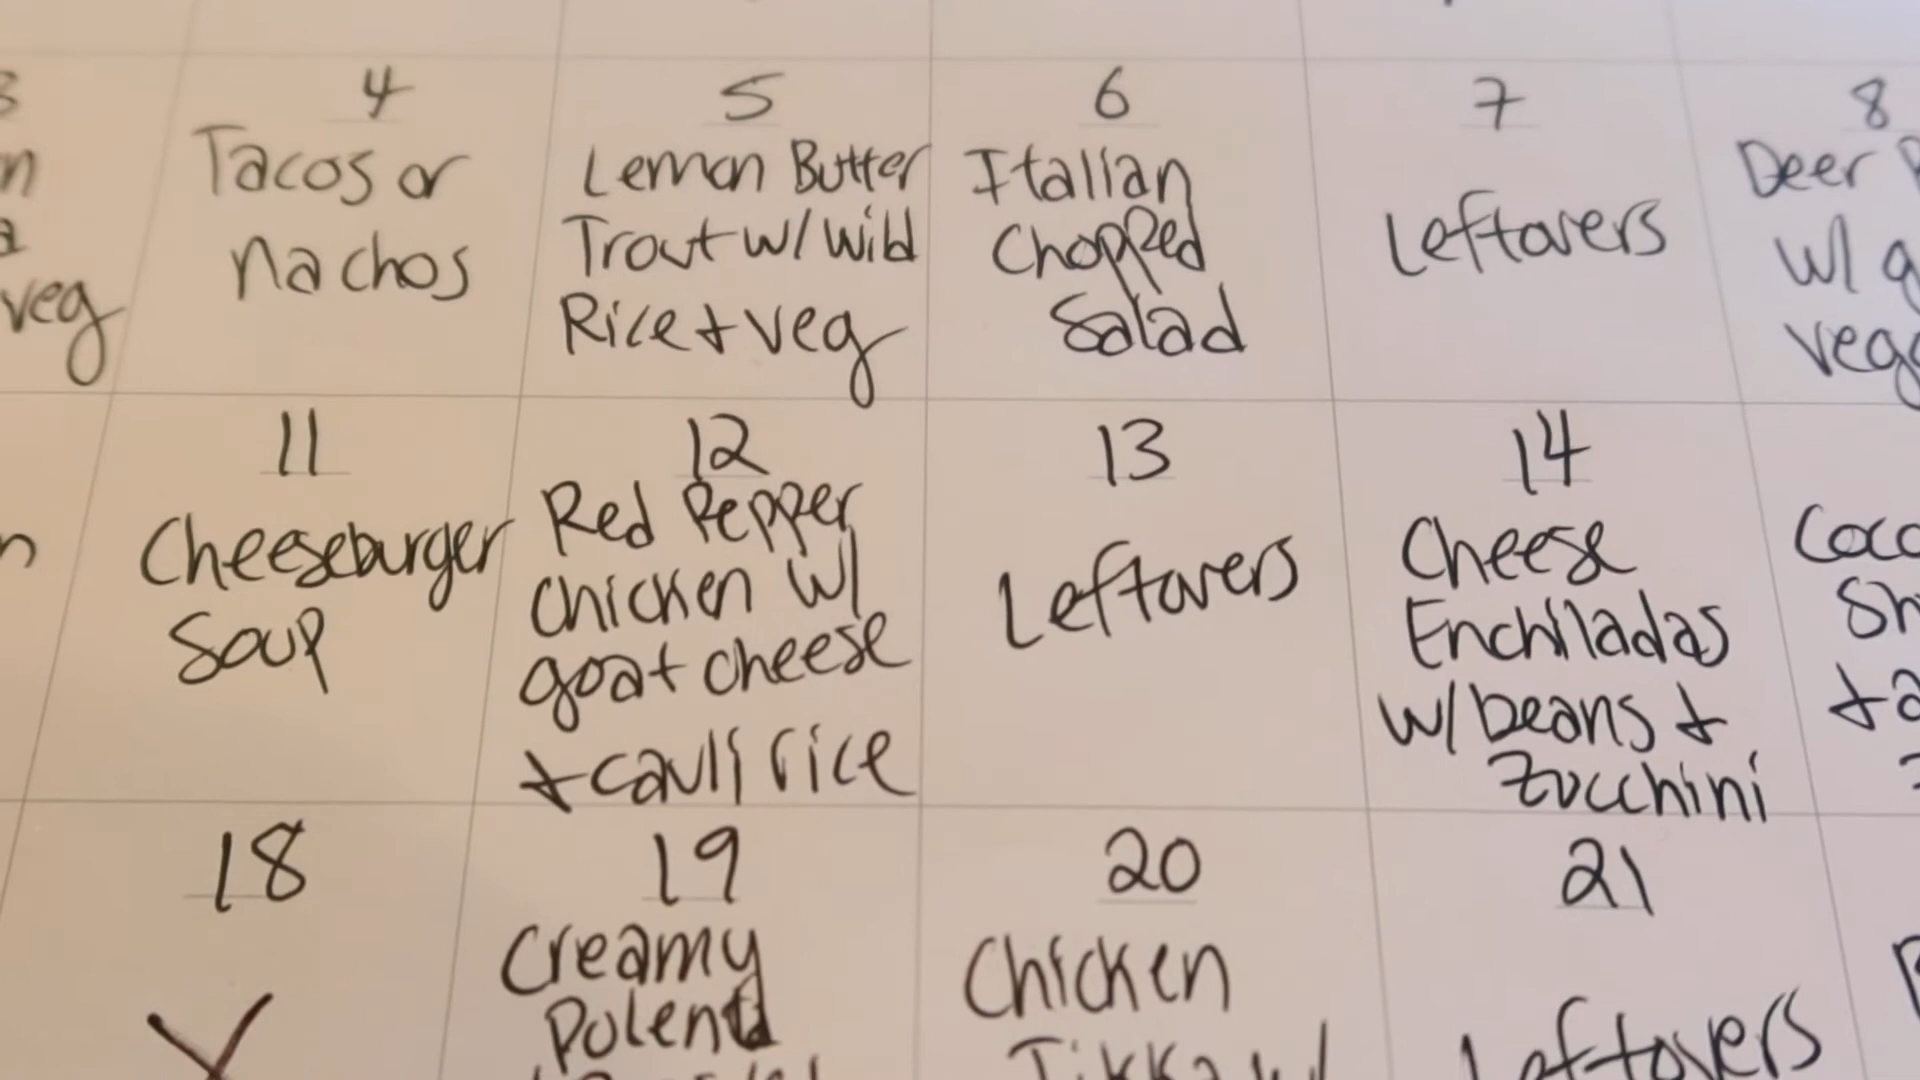 4
Tacos or
nachos
5
Lemon Butter
Trout w/ Wild
Rice + veg
6
Italian
Chopped
Salad
7
Leftovers
8
Deer
w/
veg
11
Cheeseburger
Soup
12
Red Pepper
Chicken w/
goat cheese
+ cauli rice
13
Leftovers
14
Cheese
Enchiladas
w/ beans +
Zucchini
18
X
19
Creamy
Polenta
20
Chicken
Tikka w/
21
Leftovers